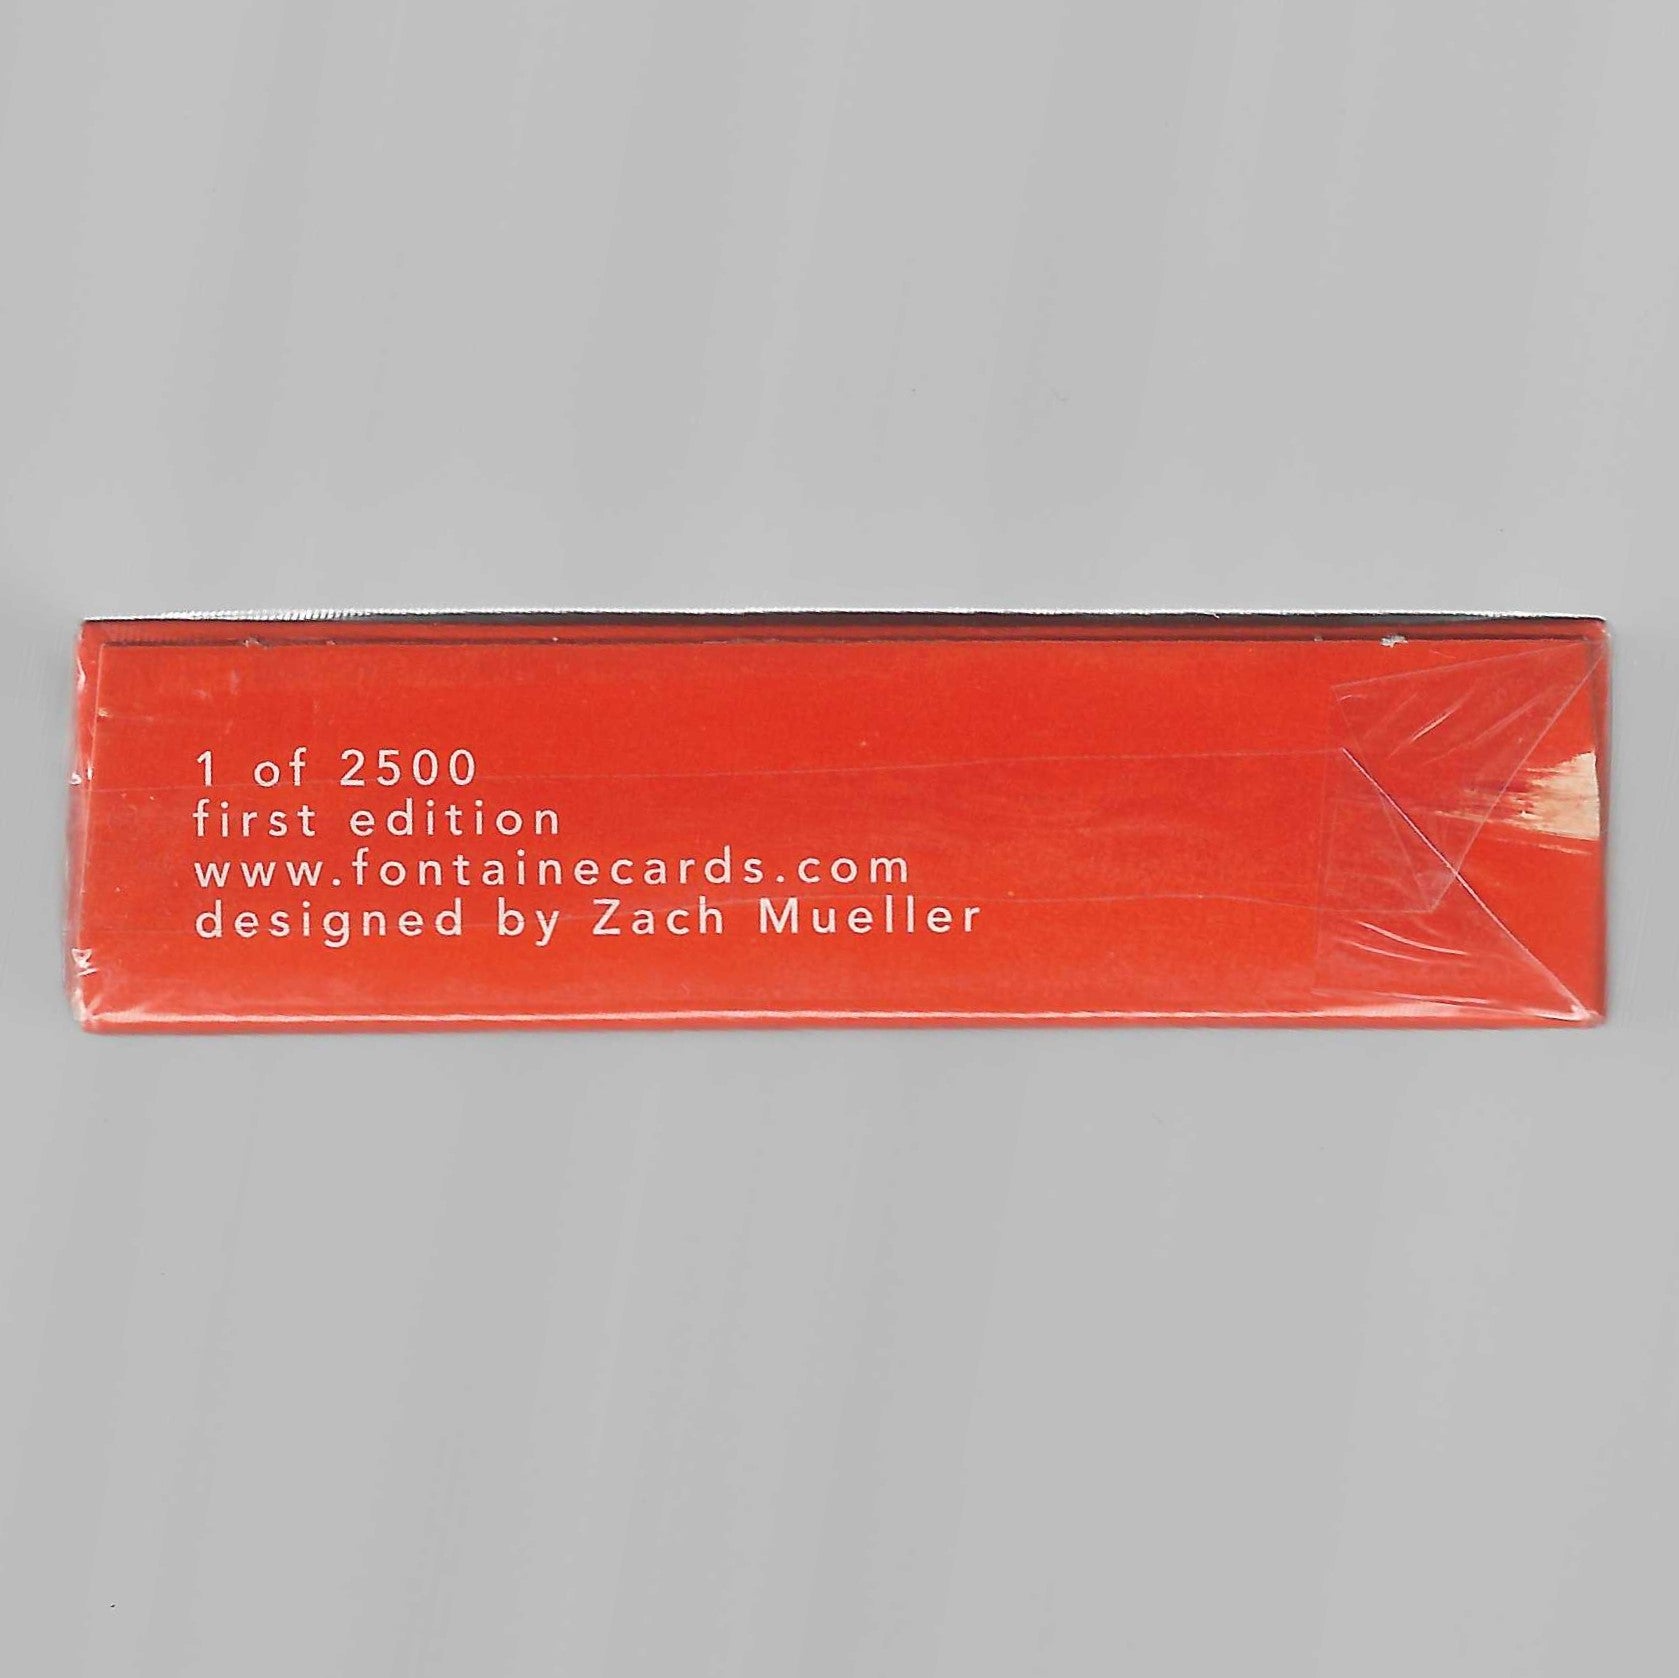 1 of 2500
first edition
www.fontainecards.com
designed by Zach Mueller